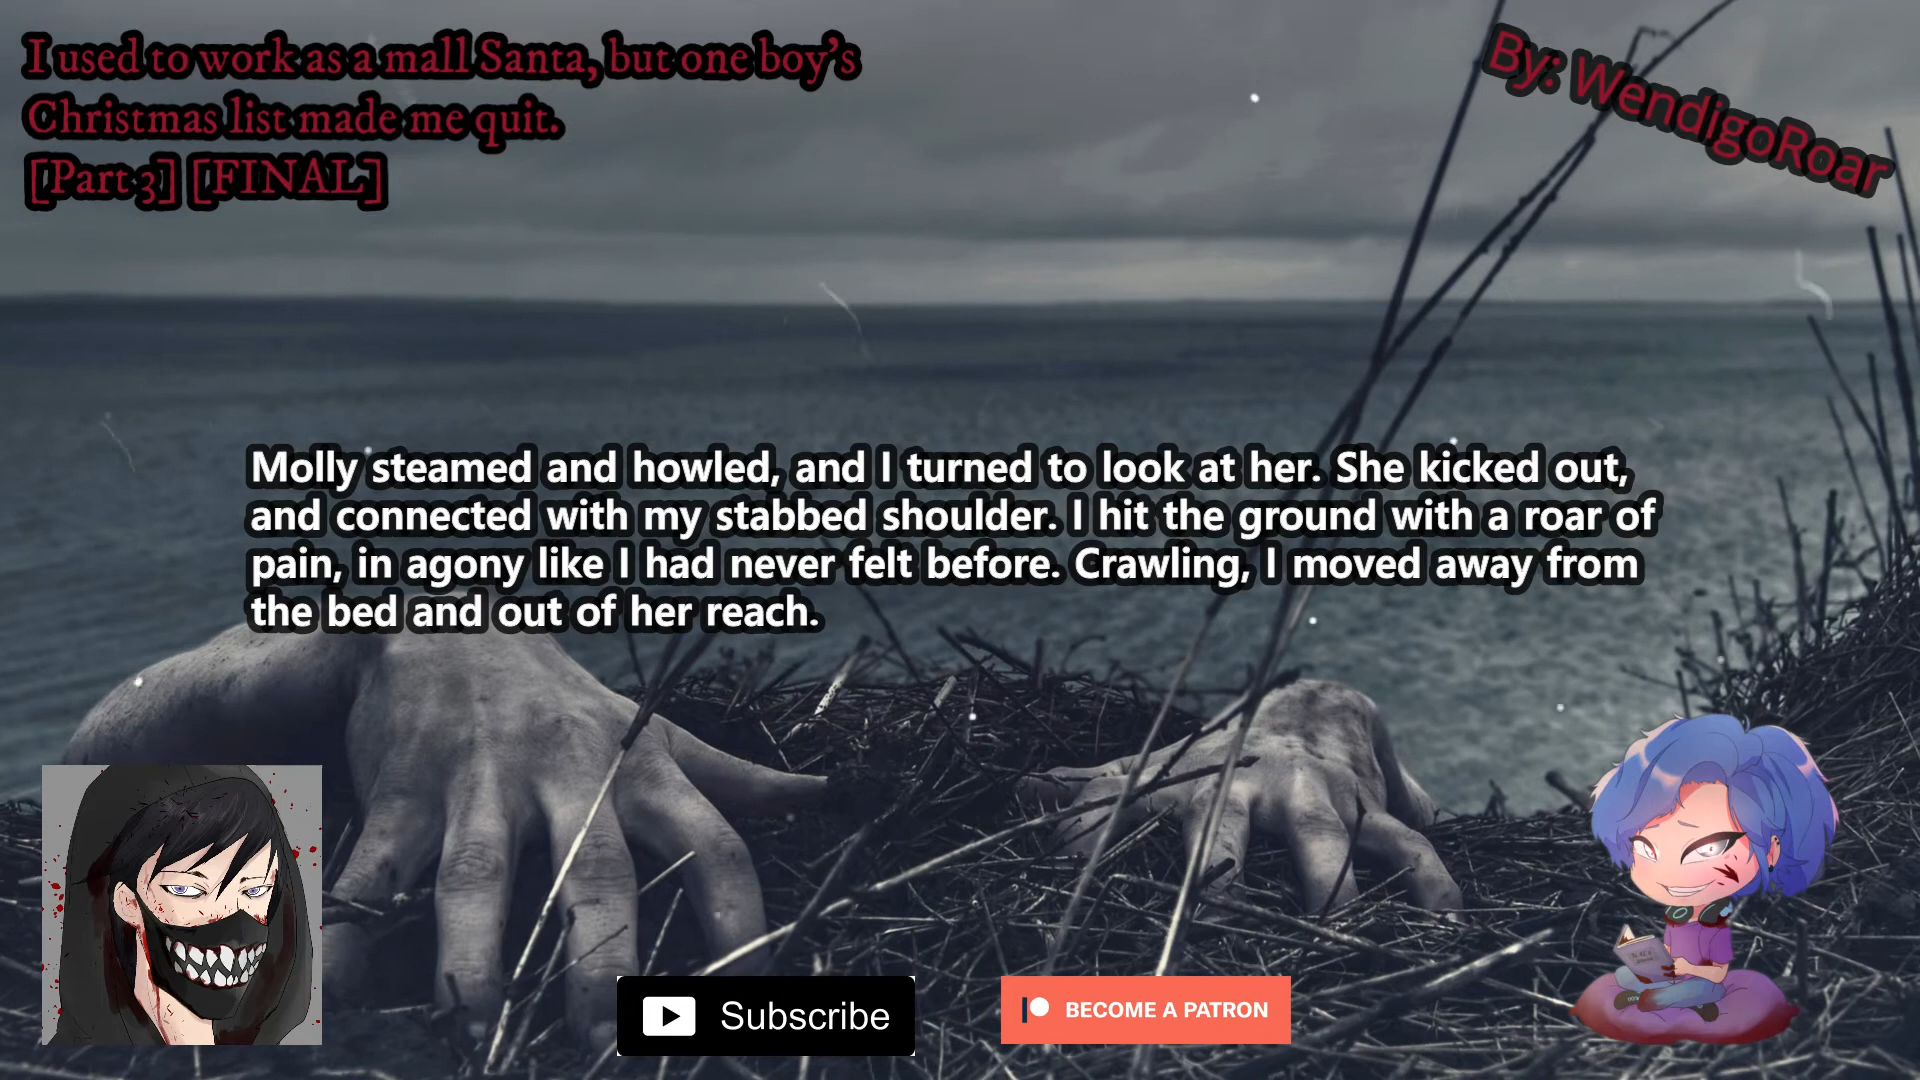 I used to work as a mall Santa, but one boy's
Christmas list made me quit.
[Part 3] [FINAL]
By: WendigoRoar
Molly steamed and howled, and I turned to look at her. She kicked out,
and connected with my stabbed shoulder. I hit the ground with a roar of
pain, in agony like I had never felt before. Crawling, I moved away from
the bed and out of her reach.
Subscribe
BECOME A PATRON